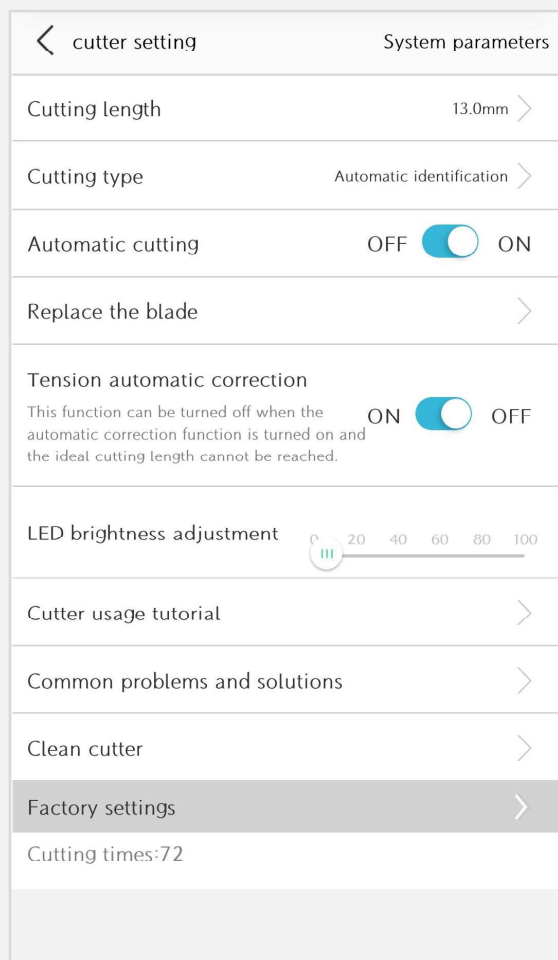 cutter setting System parameters
Cutting length 13.0mm
Cutting type Automatic identification
Automatic cutting OFF ON
Replace the blade
Tension automatic correction
This function can be turned off when the
automatic correction function is turned on and
the ideal cutting length cannot be reached.
ON OFF
LED brightness adjustment 0 20 40 60 80 100
Cutter usage tutorial
Common problems and solutions
Clean cutter
Factory settings
Cutting times:72